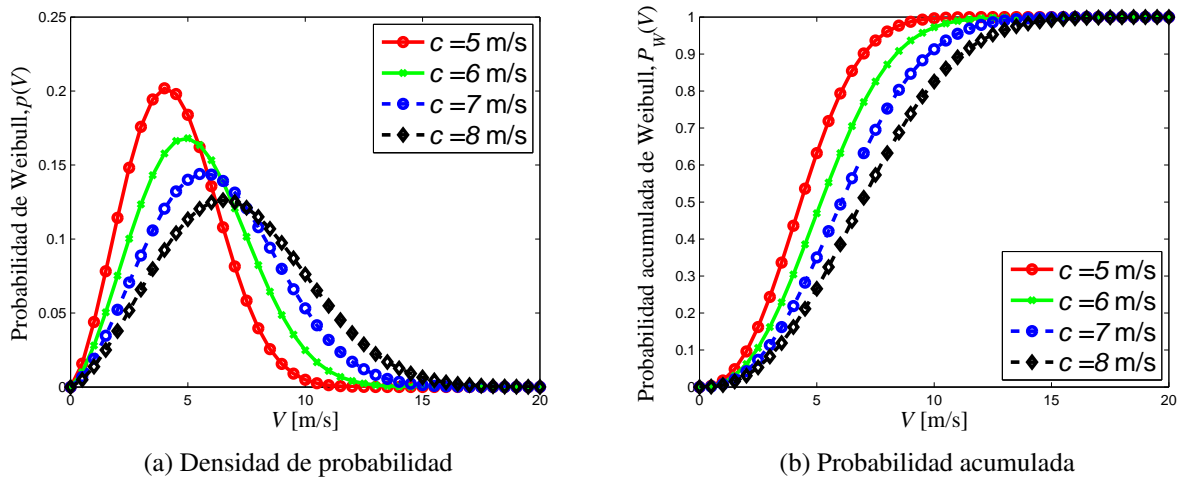 0.25
0.2
0.15
0.1
0.05
0
0 5 10 15 20
Probabilidad de Weibull, p(V)
V [m/s]
c =5 m/s
c =6 m/s
c =7 m/s
c =8 m/s
(a) Densidad de probabilidad
1
0.9
0.8
0.7
0.6
0.5
0.4
0.3
0.2
0.1
0
0 5 10 15 20
Probabilidad acumulada de Weibull, P_W(V)
V [m/s]
c =5 m/s
c =6 m/s
c =7 m/s
c =8 m/s
(b) Probabilidad acumulada